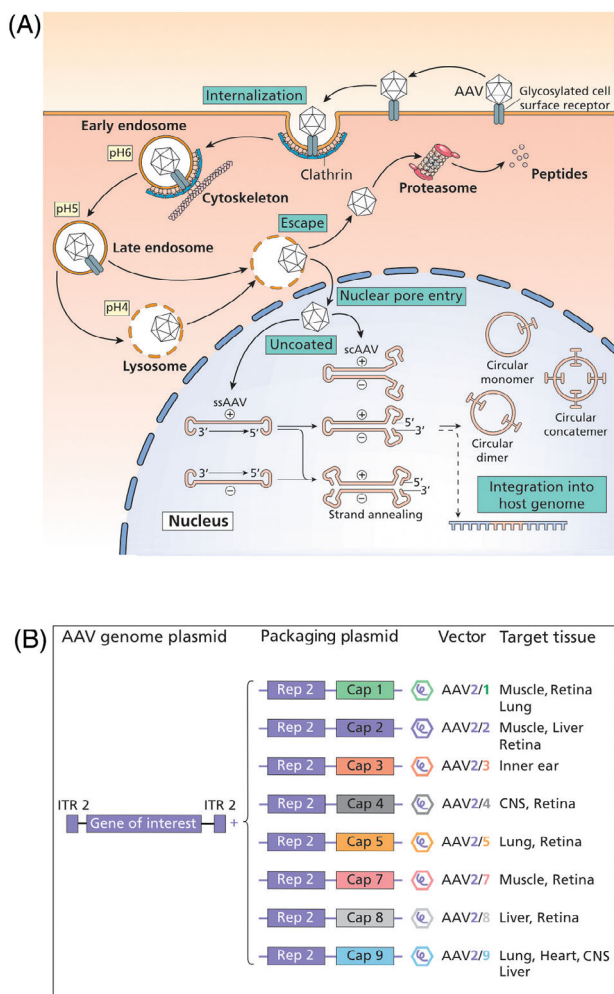 (A)
Internalization
AAV
Glycosylated cell
surface receptor
Early endosome
pH6
Clathrin
Cytoskeleton
Proteasome
Peptides
pH5
Late endosome
Escape
pH4
Lysosome
Nuclear pore entry
Uncoated
scAAV
+
−
ssAAV
+
3′ 5′
+
−
5′
3′
3′ 5′
−
+
−
5′
3′
Strand annealing
Circular
monomer
Circular
dimer
Circular
concatemer
Integration into
host genome
Nucleus
(B)
AAV genome plasmid Packaging plasmid Vector Target tissue
Rep 2 Cap 1 AAV2/1 Muscle, Retina
Lung
Rep 2 Cap 2 AAV2/2 Muscle, Liver
Retina
Rep 2 Cap 3 AAV2/3 Inner ear
ITR 2 ITR 2
Gene of interest +
Rep 2 Cap 4 AAV2/4 CNS, Retina
Rep 2 Cap 5 AAV2/5 Lung, Retina
Rep 2 Cap 7 AAV2/7 Muscle, Retina
Rep 2 Cap 8 AAV2/8 Liver, Retina
Rep 2 Cap 9 AAV2/9 Lung, Heart, CNS
Liver